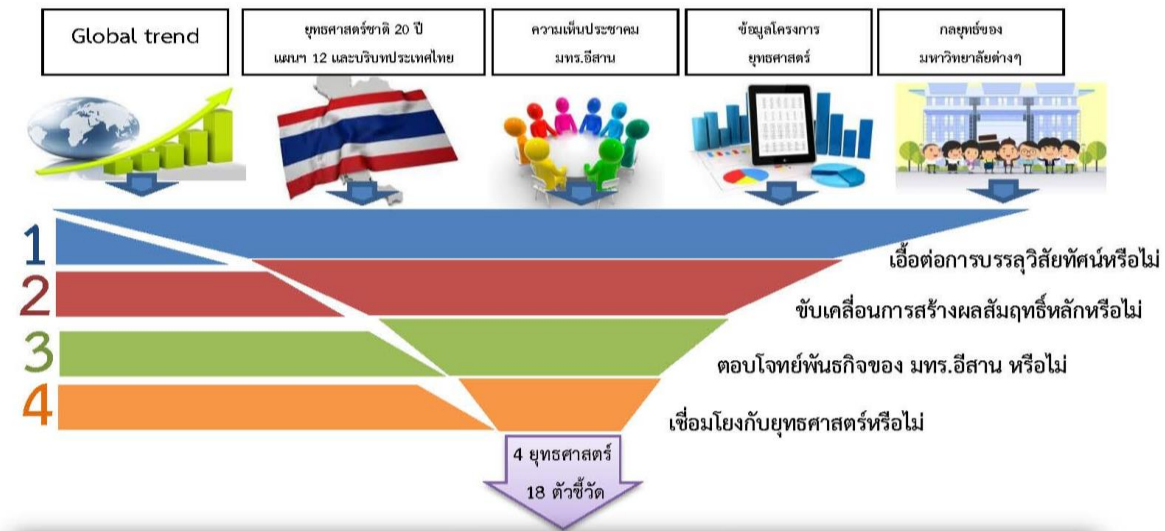 Global trend
ยุทธศาสตร์ชาติ 20 ปี
แผนฯ 12 และบริบทประเทศไทย
ความเห็นประชาคม
มทร.อีสาน
ข้อมูลโครงการ
ยุทธศาสตร์
กลยุทธ์ของ
มหาวิทยาลัยต่างๆ
1
เอื้อต่อการบรรลุวิสัยทัศน์หรือไม่
2
ขับเคลื่อนการสร้างผลสัมฤทธิ์หลักหรือไม่
3
ตอบโจทย์พันธกิจของ มทร.อีสาน หรือไม่
4
เชื่อมโยงกับยุทธศาสตร์หรือไม่
4 ยุทธศาสตร์
18 ตัวชี้วัด